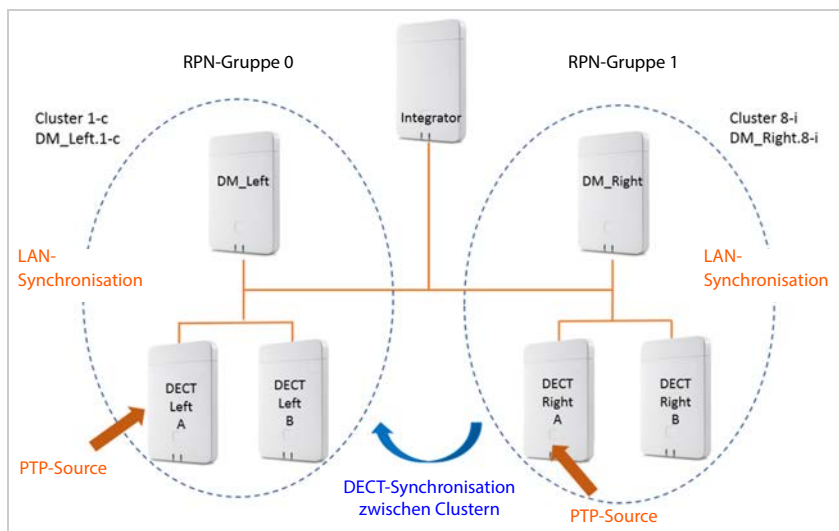 RPN-Gruppe 0
RPN-Gruppe 1
Integrator
Cluster 1-c
DM_Left.1-c
Cluster 8-i
DM_Right.8-i
DM_Left
DM_Right
LAN-
Synchronisation
LAN-
Synchronisation
DECT
Left
A
DECT
Left
B
DECT
Right
A
DECT
Right
B
PTP-Source
DECT-Synchronisation
zwischen Clustern
PTP-Source